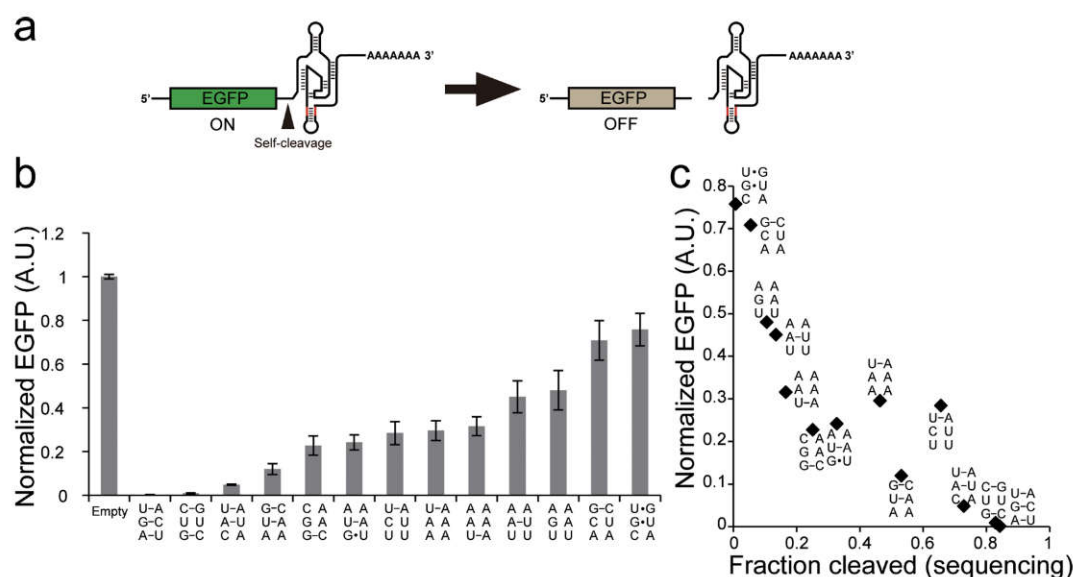 a
EGFP
ON
5'
AAAAAAA 3'
Self-cleavage
5'
EGFP
OFF
AAAAAAA 3'
b
Normalized EGFP (A.U.)
1.2
1
0.8
0.6
0.4
0.2
0
Empty U-A C-G U-A G-C C A A A U-A U-A A A A A A A G-C U•G
G-C U U A-U U-A G A U-A C U A A A A A-U G A C U G U
A-U G-C C A A A G-C G•U U U A A U-A U U U U A A C A
c
Normalized EGFP (A.U.)
0.8
0.7
0.6
0.5
0.4
0.3
0.2
0.1
0
0 0.2 0.4 0.6 0.8 1
Fraction cleaved (sequencing)
U•G
G•U
C A
G-C
C U
A A
A A
G A
U U
A A
A-U
U U
A A
A A
U-A
U-A
A A
A A
C A
G A
G-C
A A
U-A
G•U
U-A
C U
U U
G-C
U-A
A A
U-A
A-U
C A
C-G
U U
G-C
U-A
G-C
A-U